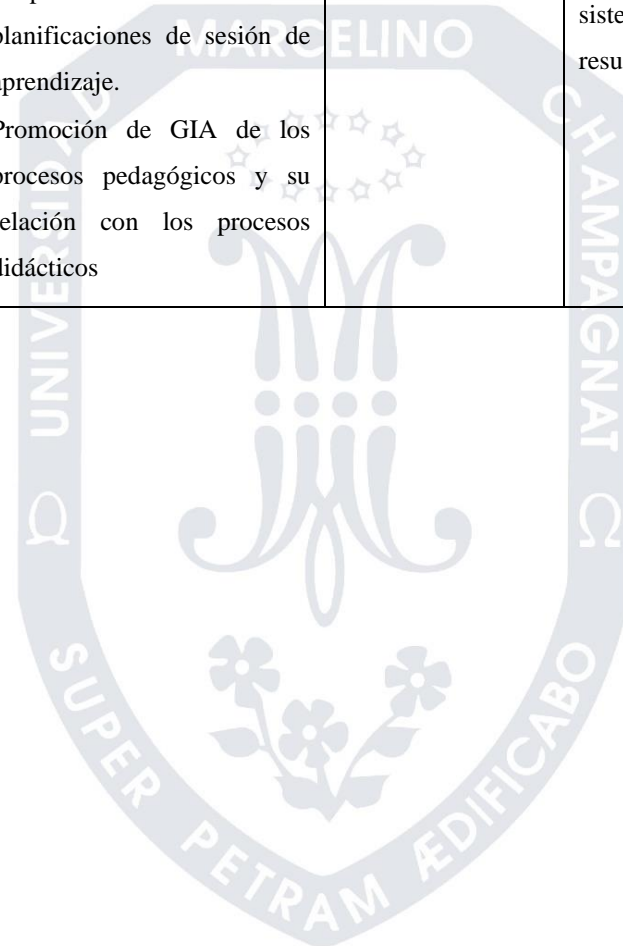 planificaciones de sesión de
aprendizaje.
Promoción de GIA de los
procesos pedagógicos y su
relación con los procesos
didácticos
siste
resu
UNIVERSIDAD MARCELINO CHAMPAGNAT
Ω Ω
SUPER PETRAM ÆDIFICABO